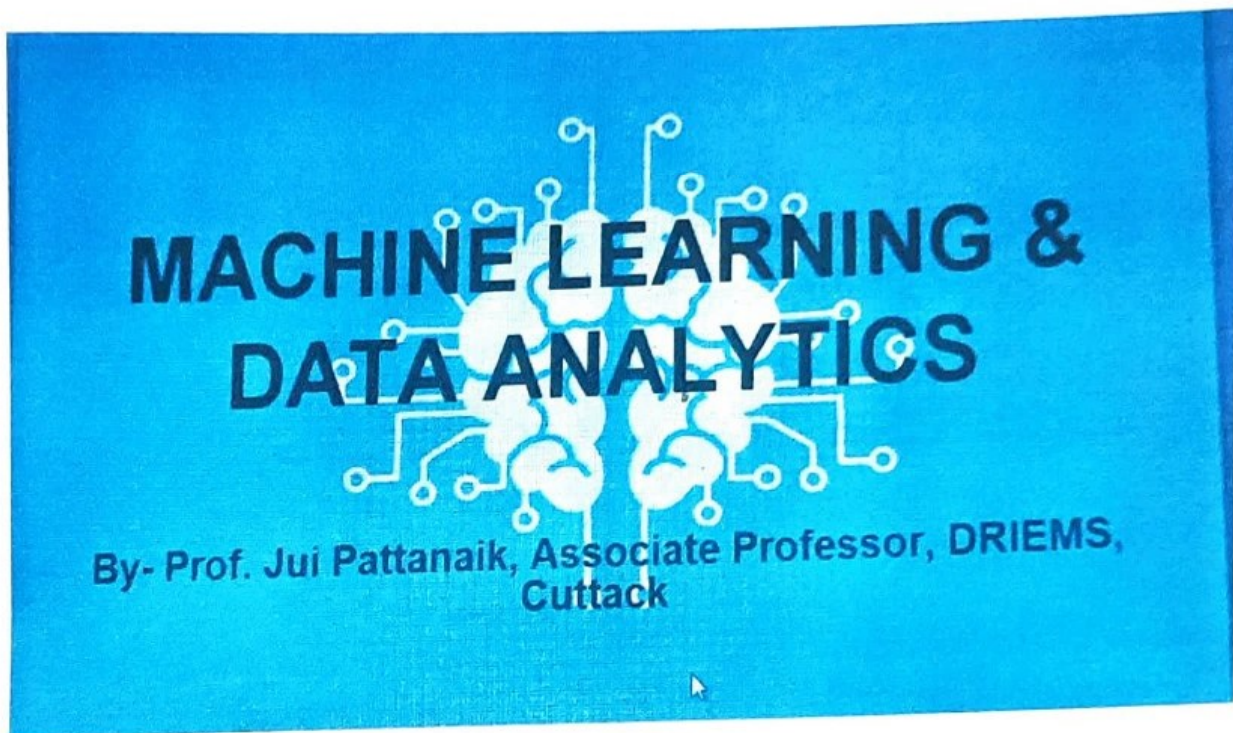 MACHINE LEARNING &
DATA ANALYTICS
By- Prof. Jui Pattanaik, Associate Professor, DRIEMS,
Cuttack